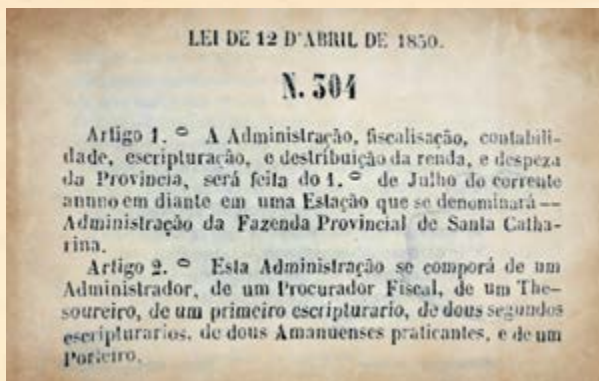 LEI DE 12 D'ABRIL DE 1850.
N. 304
Artigo 1. º A Administração, fiscalisação, contabili-
dade, escripturação, e destribuição da renda, e despeza
da Provincia, será feita do 1. º de Julho do corrente
anno em diante em uma Estação que se denominará—
Administração da Fazenda Provincial de Santa Catha-
rina.
Artigo 2. º Esta Administração se comporá de um
Administrador, de um Procurador Fiscal, de um The-
soureiro, de um primeiro escripturario, de dous segundos
escripturarios, de dous Amanuenses praticantes, e de um
Porteiro.